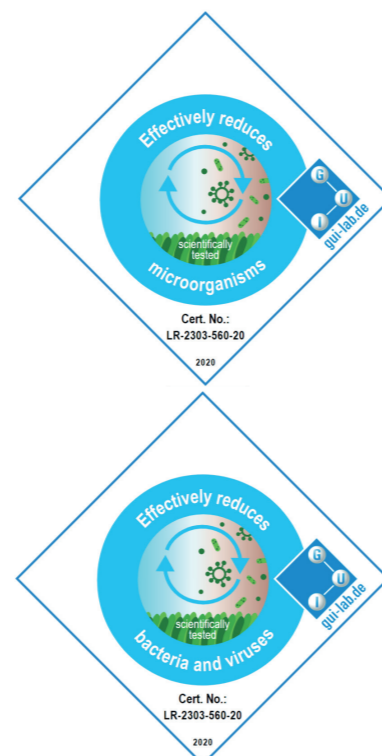 Effectively reduces
scientifically
tested
microorganisms
G
U
I
gui-lab.de
Cert. No.:
LR-2303-560-20
2020
Effectively reduces
scientifically
tested
bacteria and viruses
G
U
I
gui-lab.de
Cert. No.:
LR-2303-560-20
2020